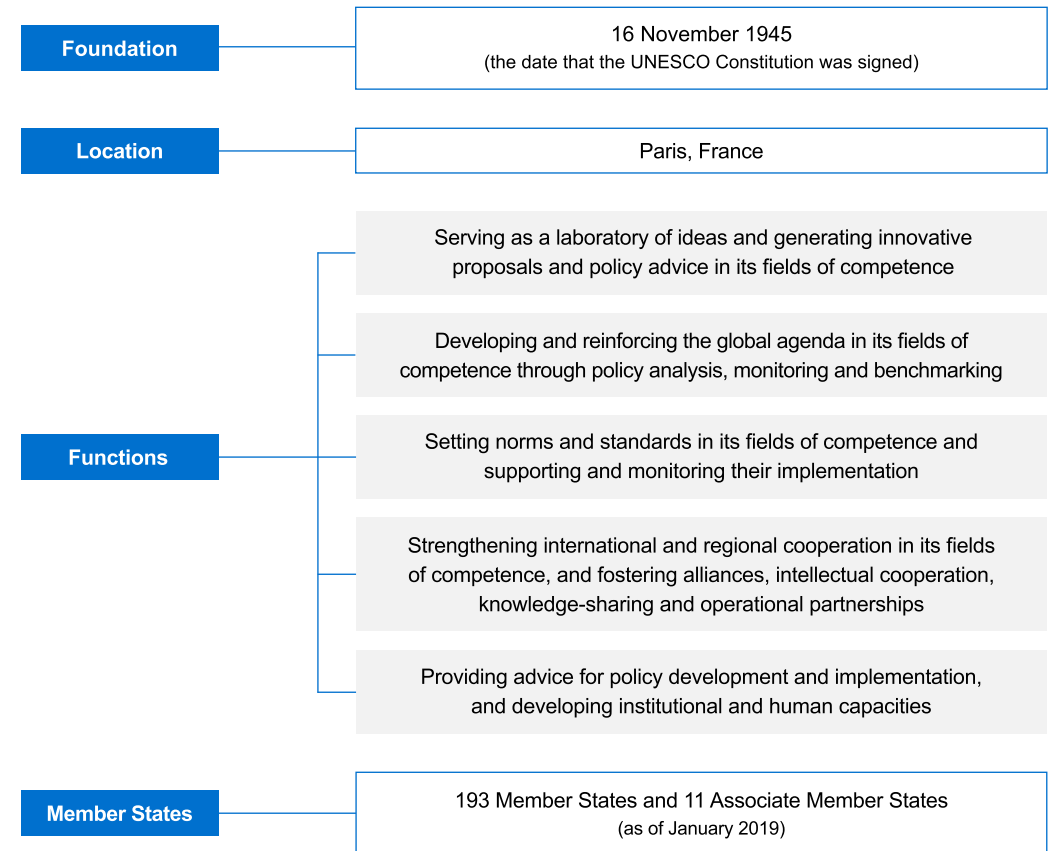 Foundation
16 November 1945
(the date that the UNESCO Constitution was signed)
Location
Paris, France
Functions
Serving as a laboratory of ideas and generating innovative
proposals and policy advice in its fields of competence
Developing and reinforcing the global agenda in its fields of
competence through policy analysis, monitoring and benchmarking
Setting norms and standards in its fields of competence and
supporting and monitoring their implementation
Strengthening international and regional cooperation in its fields
of competence, and fostering alliances, intellectual cooperation,
knowledge-sharing and operational partnerships
Providing advice for policy development and implementation,
and developing institutional and human capacities
Member States
193 Member States and 11 Associate Member States
(as of January 2019)